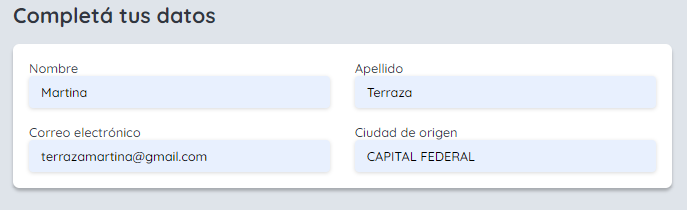 Completá tus datos
Nombre
Apellido
Martina
Terraza
Correo electrónico
Ciudad de origen
terrazamartina@gmail.com
CAPITAL FEDERAL